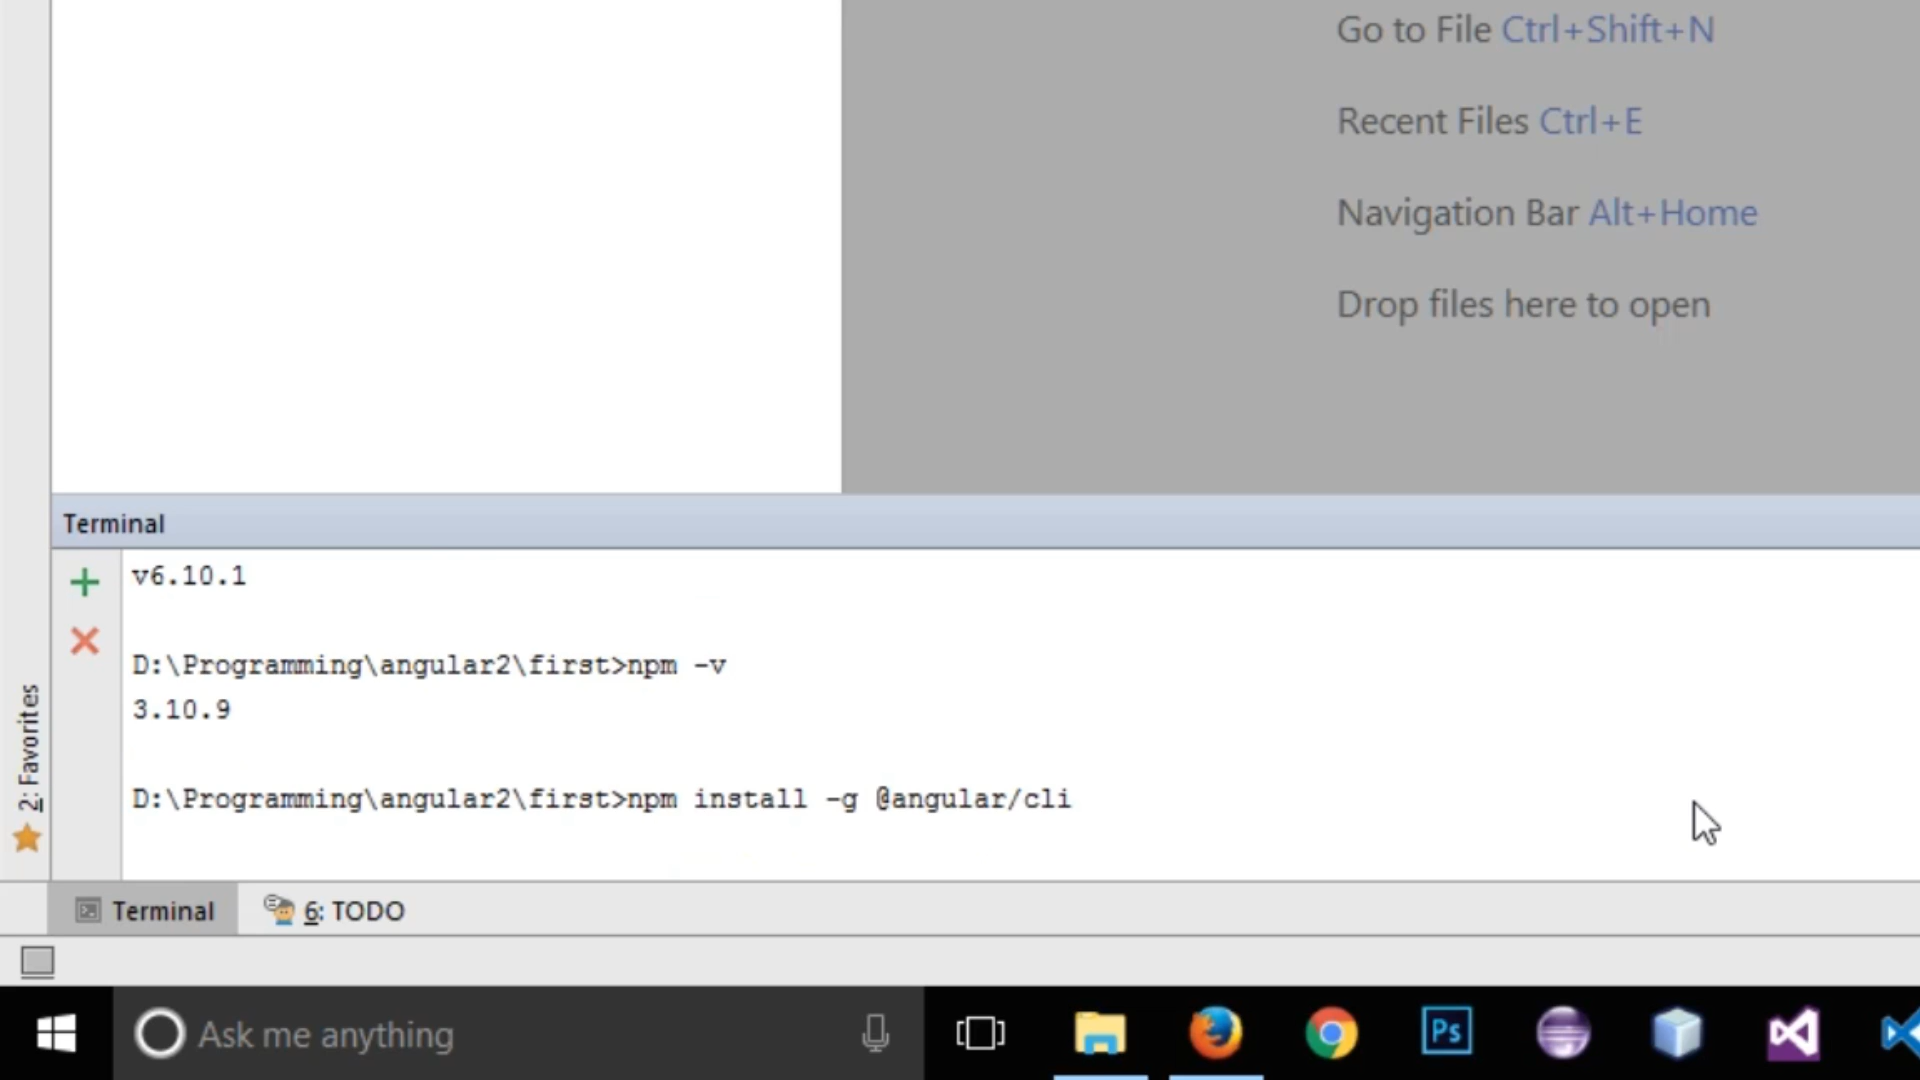 Go to File Ctrl+Shift+N
Recent Files Ctrl+E
Navigation Bar Alt+Home
Drop files here to open
Terminal
v6.10.1
D:\Programming\angular2\first>npm -v
3.10.9
D:\Programming\angular2\first>npm install -g @angular/cli
2: Favorites
Terminal
6: TODO
Ask me anything
Ps